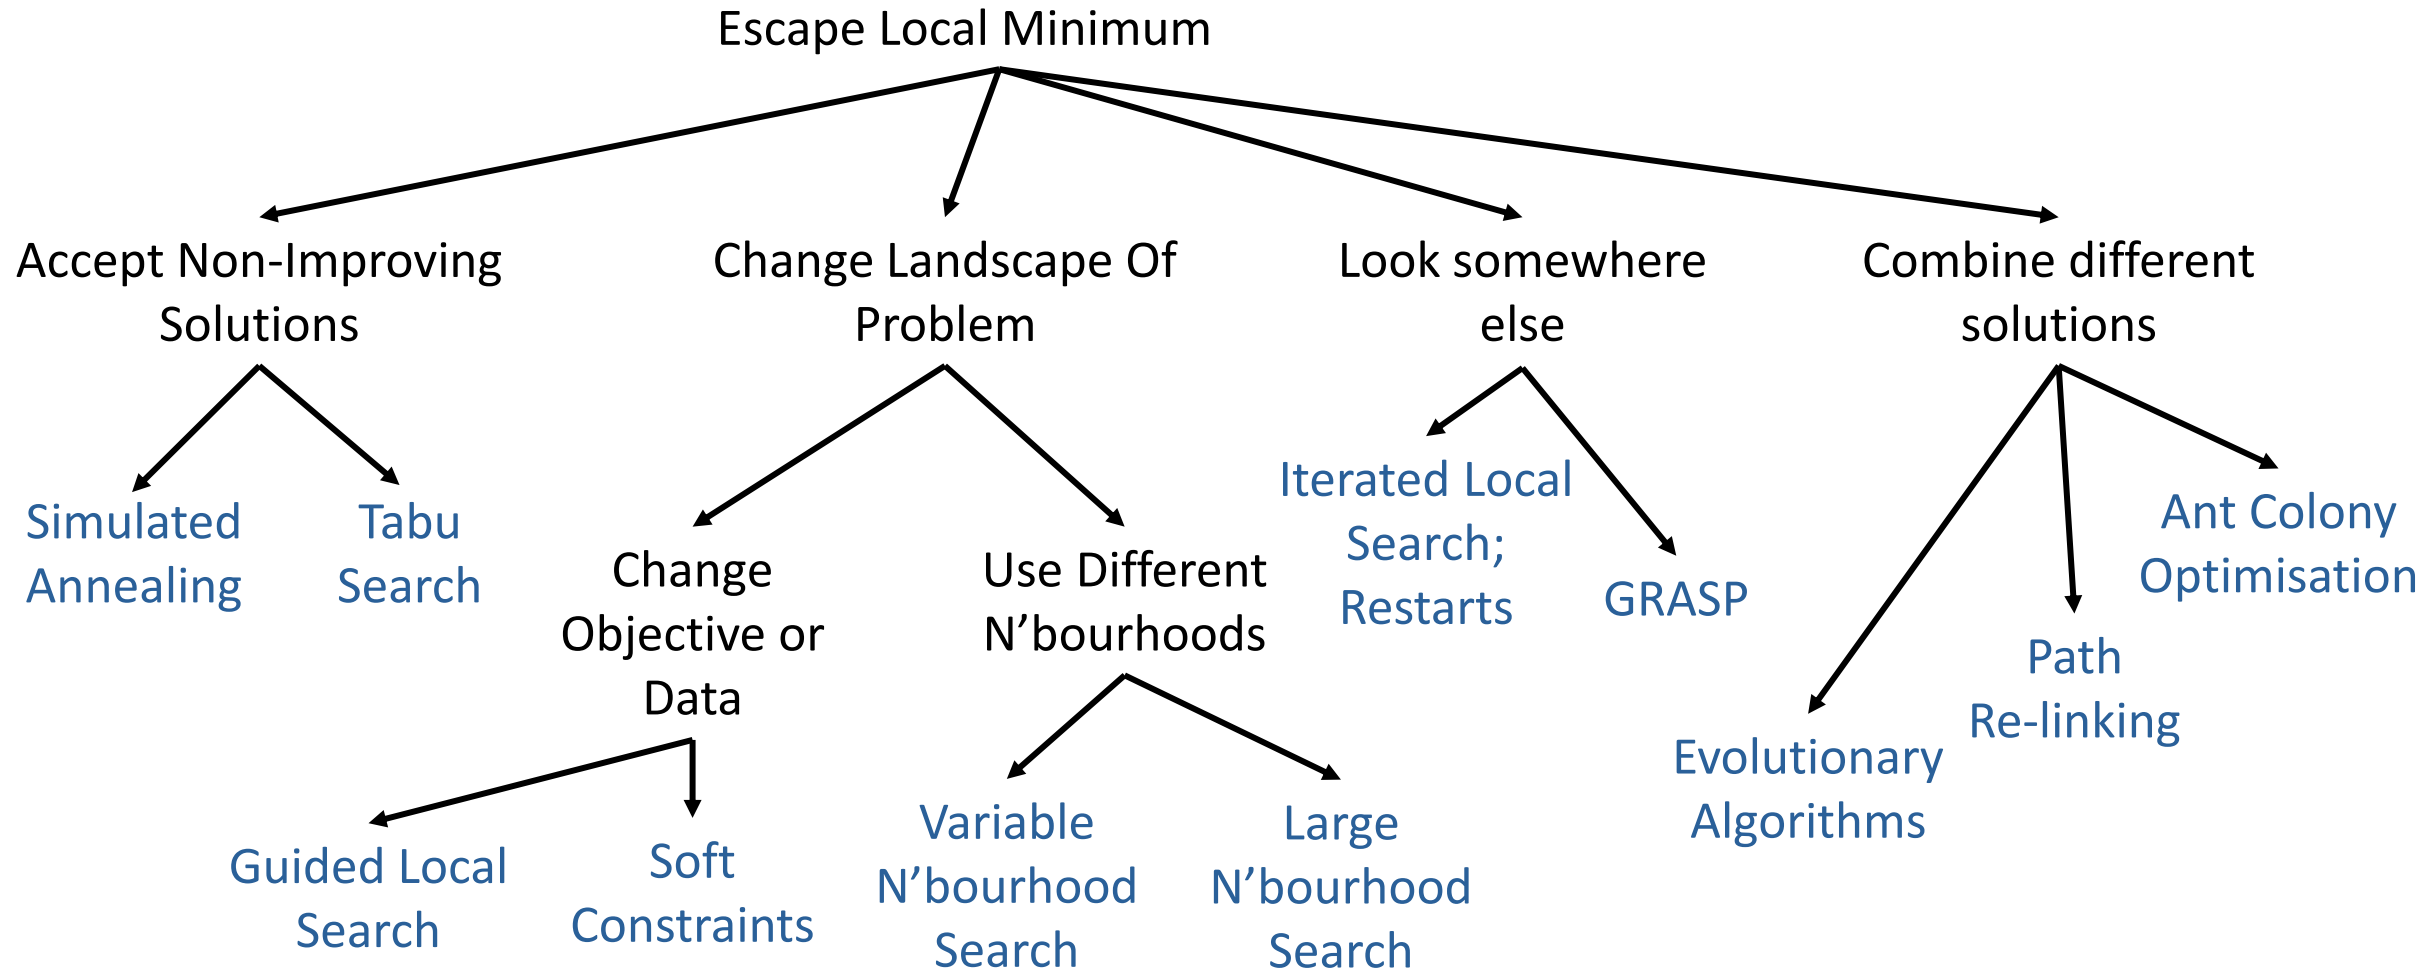 Escape Local Minimum
Accept Non-Improving
Solutions
Change Landscape Of
Problem
Look somewhere
else
Combine different
solutions
Simulated
Annealing
Tabu
Search
Change
Objective or
Data
Use Different
N’bourhoods
Iterated Local
Search;
Restarts
GRASP
Ant Colony
Optimisation
Path
Re-linking
Evolutionary
Algorithms
Guided Local
Search
Soft
Constraints
Variable
N’bourhood
Search
Large
N’bourhood
Search